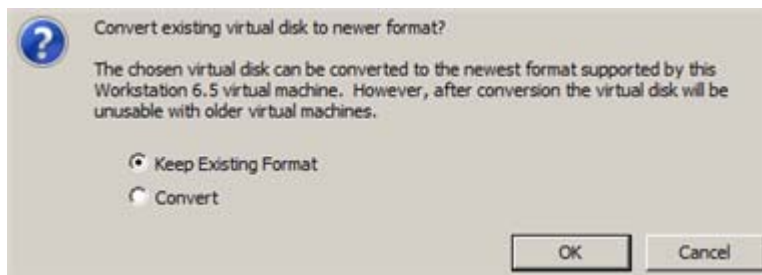 Convert existing virtual disk to newer format?
The chosen virtual disk can be converted to the newest format supported by this
Workstation 6.5 virtual machine.  However, after conversion the virtual disk will be
unusable with older virtual machines.
Keep Existing Format
Convert
OK
Cancel